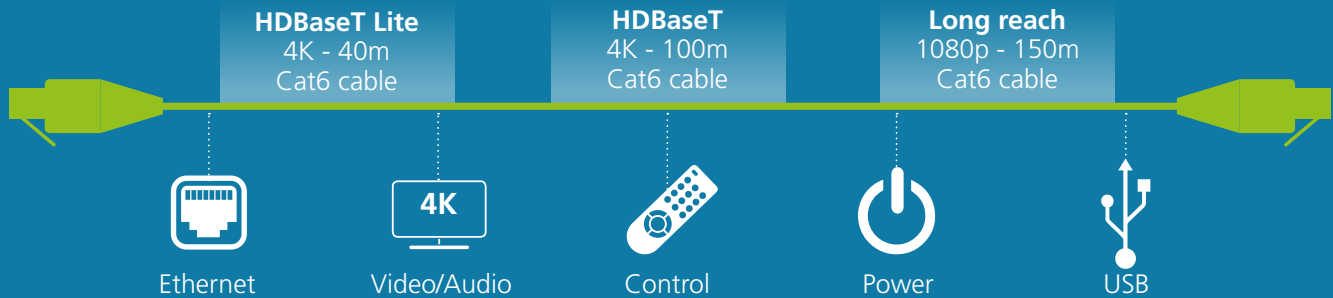 HDBaseT Lite
4K - 40m
Cat6 cable
HDBaseT
4K - 100m
Cat6 cable
Long reach
1080p - 150m
Cat6 cable
4K
Ethernet
Video/Audio
Control
Power
USB